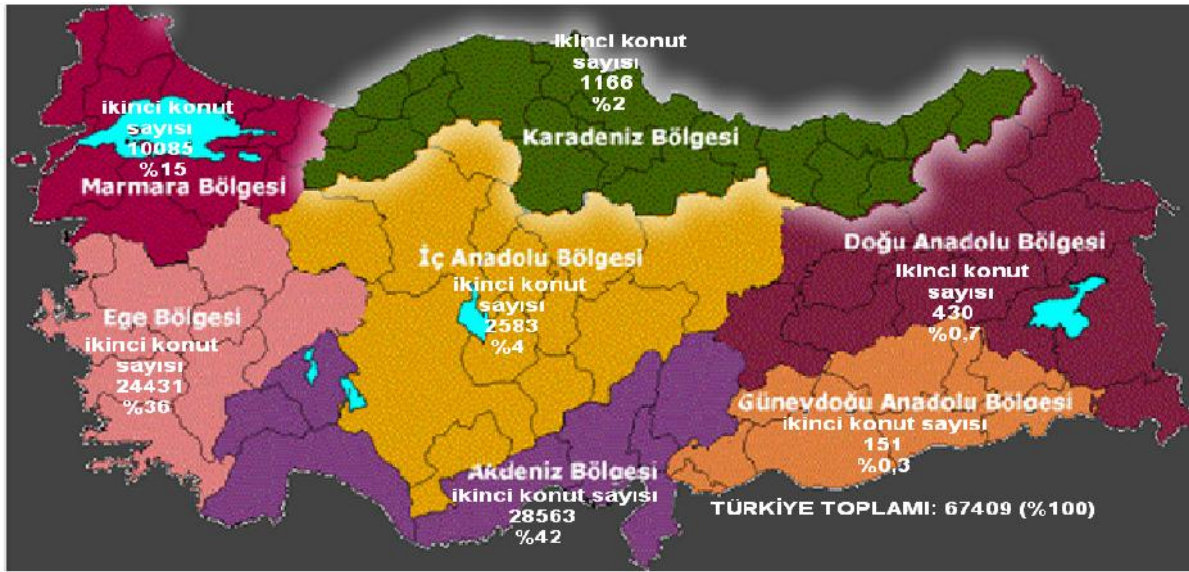 ikinci konut
sayısı
1166
%2
Karadeniz Bölgesi
ikinci konut
sayısı
10085
%15
Marmara Bölgesi
Doğu Anadolu Bölgesi
ikinci konut
sayısı
430
%0,7
İç Anadolu Bölgesi
ikinci konut
sayısı
2583
%4
Ege Bölgesi
ikinci konut
sayısı
24431
%36
Güneydoğu Anadolu Bölgesi
ikinci konut sayısı
151
%0,3
Akdeniz Bölgesi
ikinci konut sayısı
28563
%42
TÜRKİYE TOPLAMI: 67409 (%100)